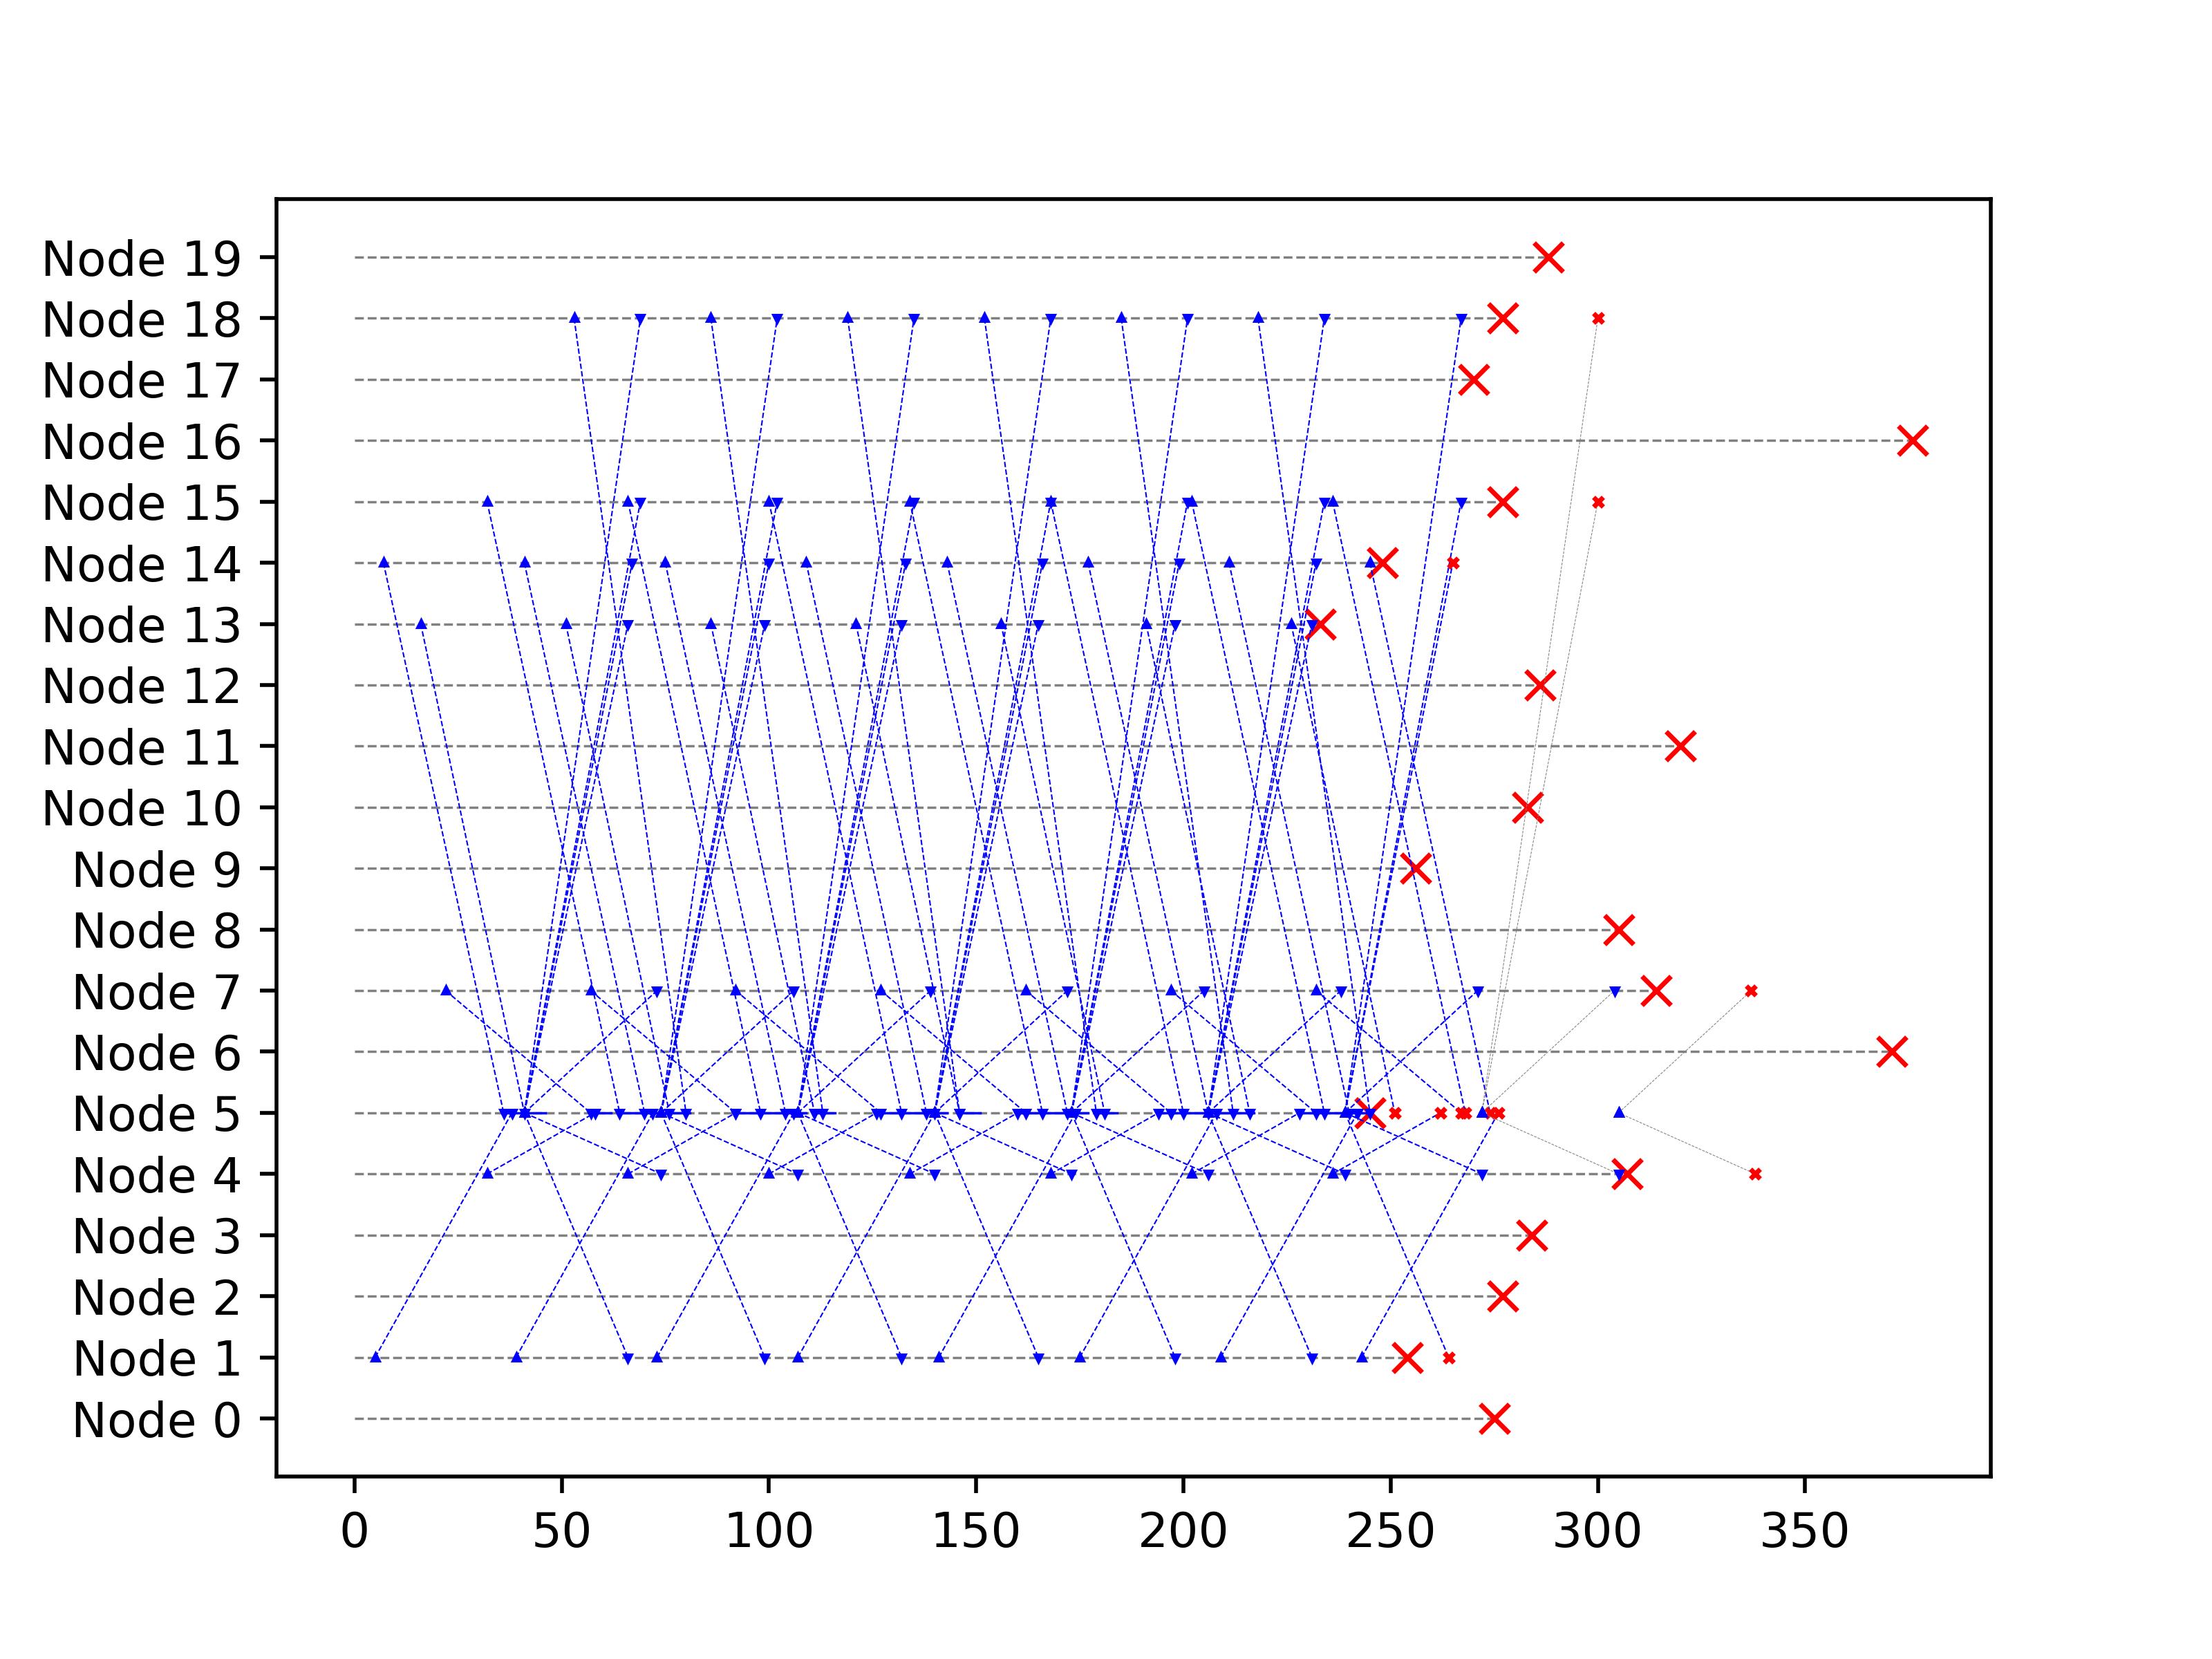 Node 19
Node 18
Node 17
Node 16
Node 15
Node 14
Node 13
Node 12
Node 11
Node 10
Node 9
Node 8
Node 7
Node 6
Node 5
Node 4
Node 3
Node 2
Node 1
Node 0
0 50 100 150 200 250 300 350